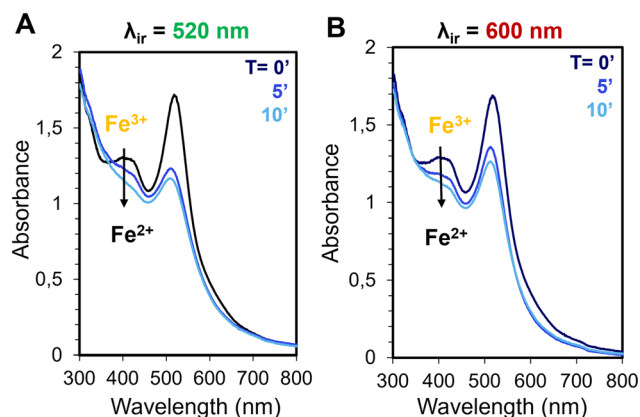 A
λir = 520 nm
T= 0'
5'
10'
Fe3+
Fe2+
Absorbance
2
1,5
1
0,5
0
300 400 500 600 700 800
Wavelength (nm)
B
λir = 600 nm
T= 0'
5'
10'
Fe3+
Fe2+
Absorbance
2
1,5
1
0,5
0
300 400 500 600 700 800
Wavelength (nm)